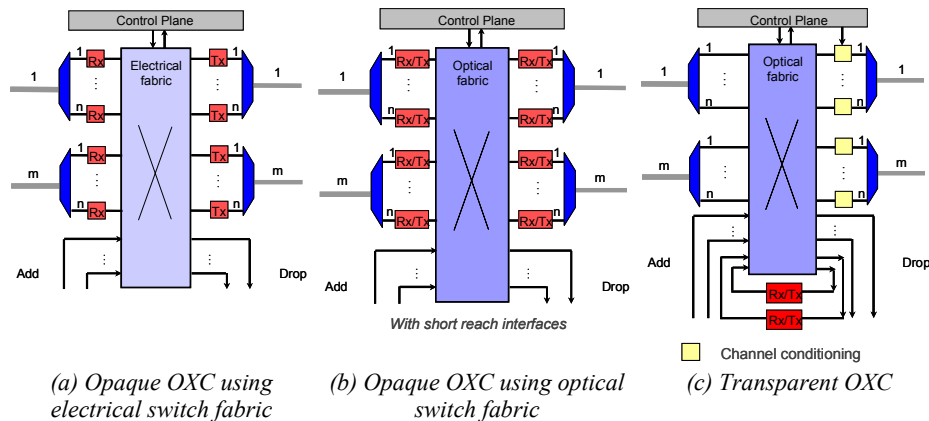 Control Plane
1
Rx
Electrical
fabric
Tx
1
1
1
n
Rx
Tx
n
1
Rx
Tx
1
m
m
n
Rx
Tx
n
Add
Drop
Control Plane
1
Rx/Tx
Optical
fabric
Rx/Tx
1
1
1
n
Rx/Tx
Rx/Tx
n
1
Rx/Tx
Rx/Tx
1
m
m
n
Rx/Tx
Rx/Tx
n
Add
Drop
With short reach interfaces
Control Plane
1
Optical
fabric
1
1
1
n
n
1
1
m
m
n
n
Add
Drop
Rx/Tx
Rx/Tx
Channel conditioning
(a) Opaque OXC using
electrical switch fabric
(b) Opaque OXC using optical
switch fabric
(c) Transparent OXC